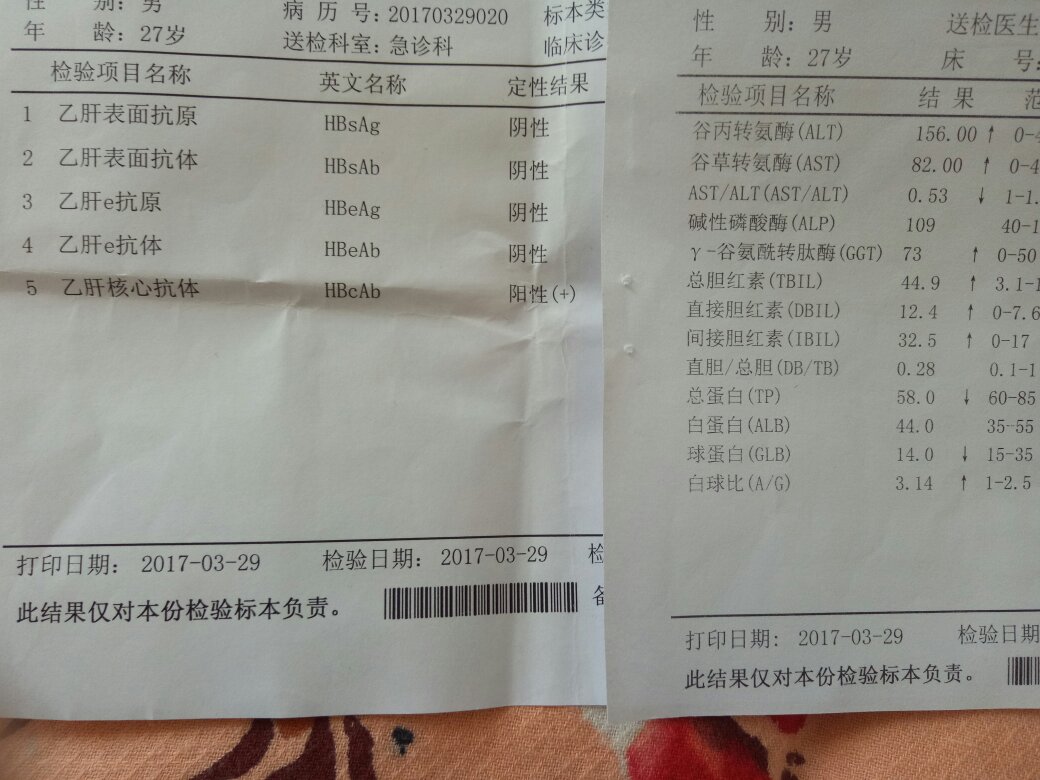 性 别: 男
病 历 号: 20170329020 标本类
年 龄: 27岁
送检科室: 急诊科 临床诊
检验项目名称 英文名称 定性结果
1 乙肝表面抗原 HBsAg 阴性
2 乙肝表面抗体 HBsAb 阴性
3 乙肝e抗原 HBeAg 阴性
4 乙肝e抗体 HBeAb 阴性
5 乙肝核心抗体 HBcAb 阳性(+)
打印日期: 2017-03-29 检验日期: 2017-03-29 检
此结果仅对本份检验标本负责。
性 别: 男 送检医生
年 龄: 27岁 床 号:
检验项目名称 结 果 范
谷丙转氨酶(ALT) 156.00 ↑ 0-4
谷草转氨酶(AST) 82.00 ↑ 0-4
AST/ALT(AST/ALT) 0.53 ↓ 1-1.
碱性磷酸酶(ALP) 109 40-1
γ-谷氨酰转肽酶(GGT) 73 ↑ 0-50
总胆红素(TBIL) 44.9 ↑ 3.1-1
直接胆红素(DBIL) 12.4 ↑ 0-7.6
间接胆红素(IBIL) 32.5 ↑ 0-17
直胆/总胆(DB/TB) 0.28 0.1-1
总蛋白(TP) 58.0 ↓ 60-85
白蛋白(ALB) 44.0 35-55
球蛋白(GLB) 14.0 ↓ 15-35
白球比(A/G) 3.14 ↑ 1-2.5
打印日期: 2017-03-29 检验日期
此结果仅对本份检验标本负责。